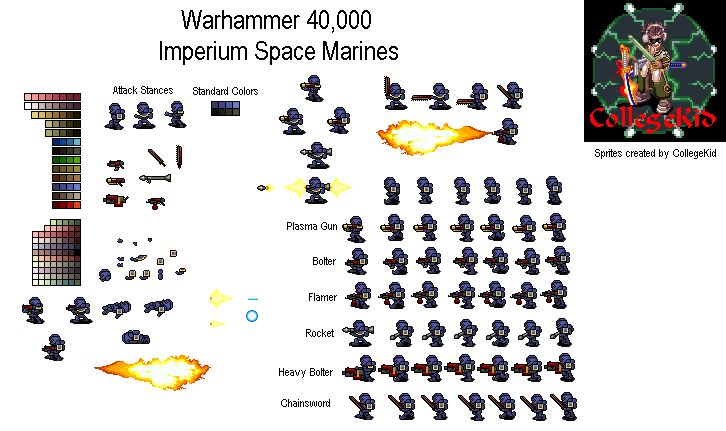 Warhammer 40,000
Imperium Space Marines
Attack Stances
Standard Colors
CollegeKid
Sprites created by CollegeKid
Plasma Gun
Bolter
Flamer
Rocket
Heavy Bolter
Chainsword